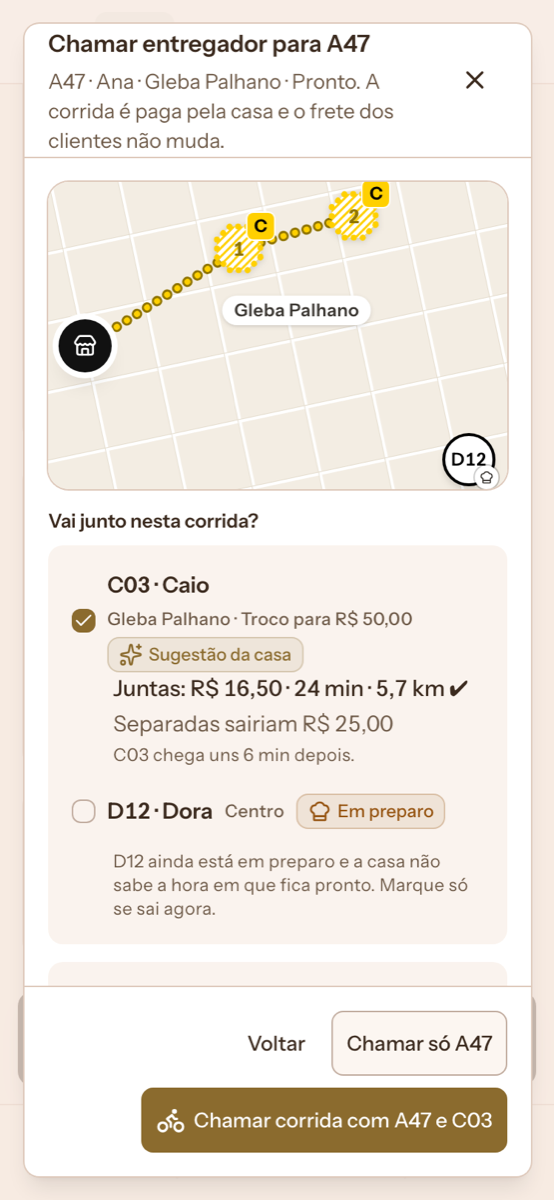 Chamar entregador para A47
A47 · Ana · Gleba Palhano · Pronto. A
corrida é paga pela casa e o frete dos
clientes não muda.
C
2
C
1
Gleba Palhano
D12
Vai junto nesta corrida?
C03 · Caio
Gleba Palhano · Troco para R$ 50,00
Sugestão da casa
Juntas: R$ 16,50 · 24 min · 5,7 km ✔
Separadas sairiam R$ 25,00
C03 chega uns 6 min depois.
D12 · Dora Centro Em preparo
D12 ainda está em preparo e a casa não
sabe a hora em que fica pronto. Marque só
se sai agora.
Voltar Chamar só A47
Chamar corrida com A47 e C03